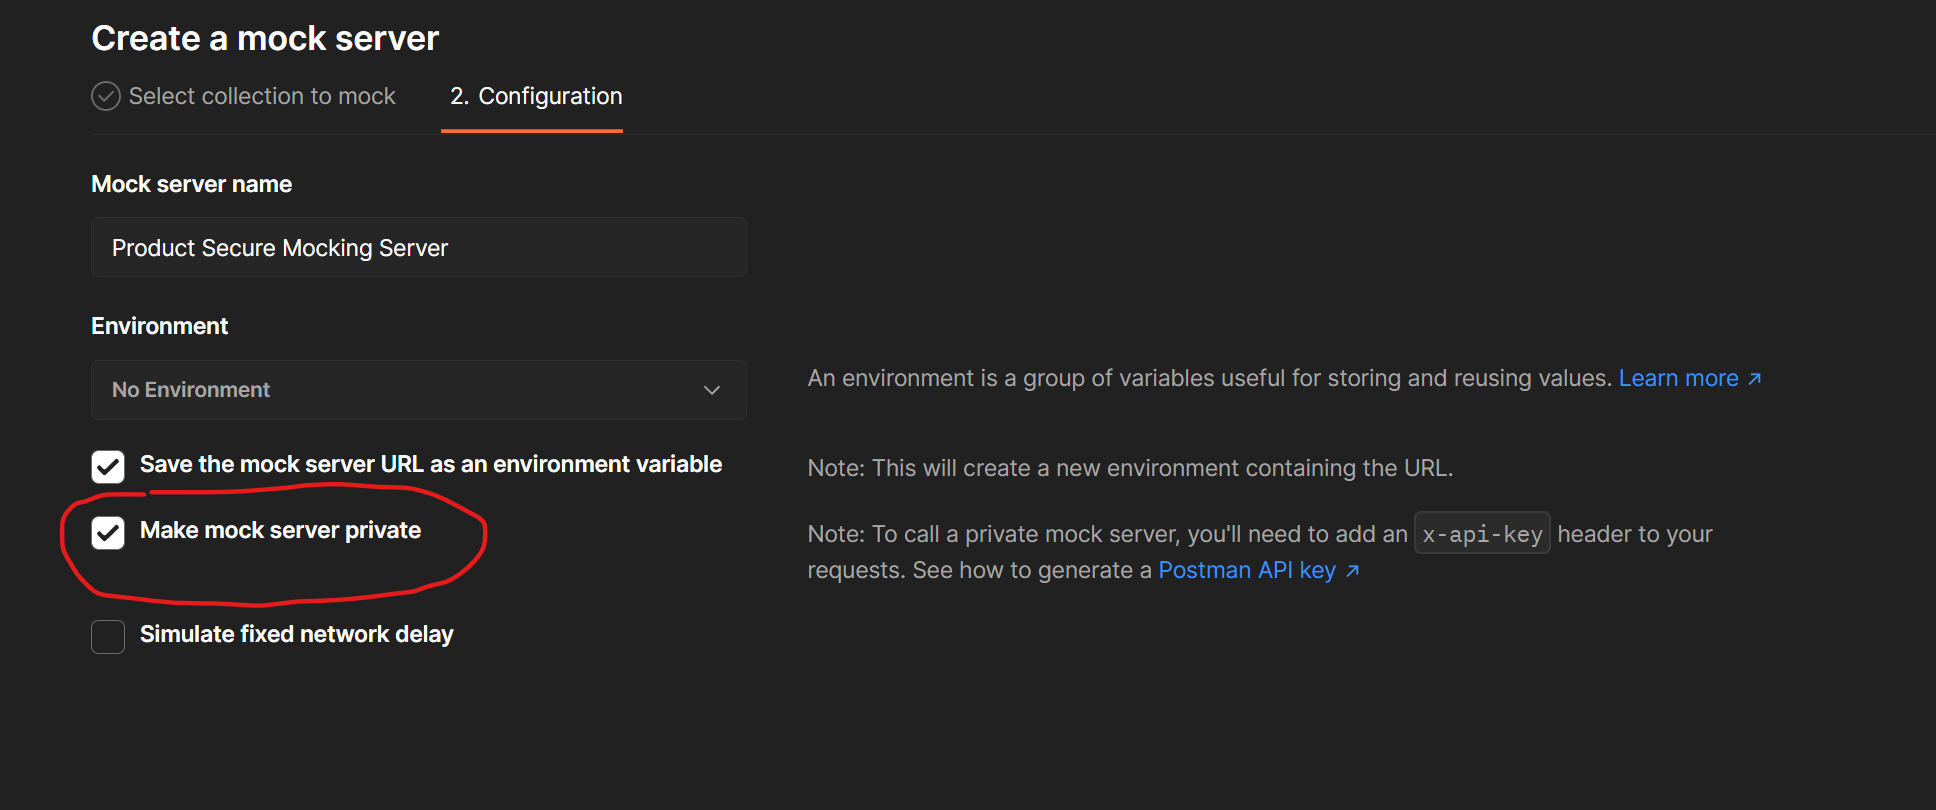 Create a mock server
Select collection to mock
2. Configuration
Mock server name
Product Secure Mocking Server
Environment
No Environment
An environment is a group of variables useful for storing and reusing values. Learn more ↗
Save the mock server URL as an environment variable
Note: This will create a new environment containing the URL.
Make mock server private
Note: To call a private mock server, you'll need to add an x-api-key header to your
requests. See how to generate a Postman API key ↗
Simulate fixed network delay